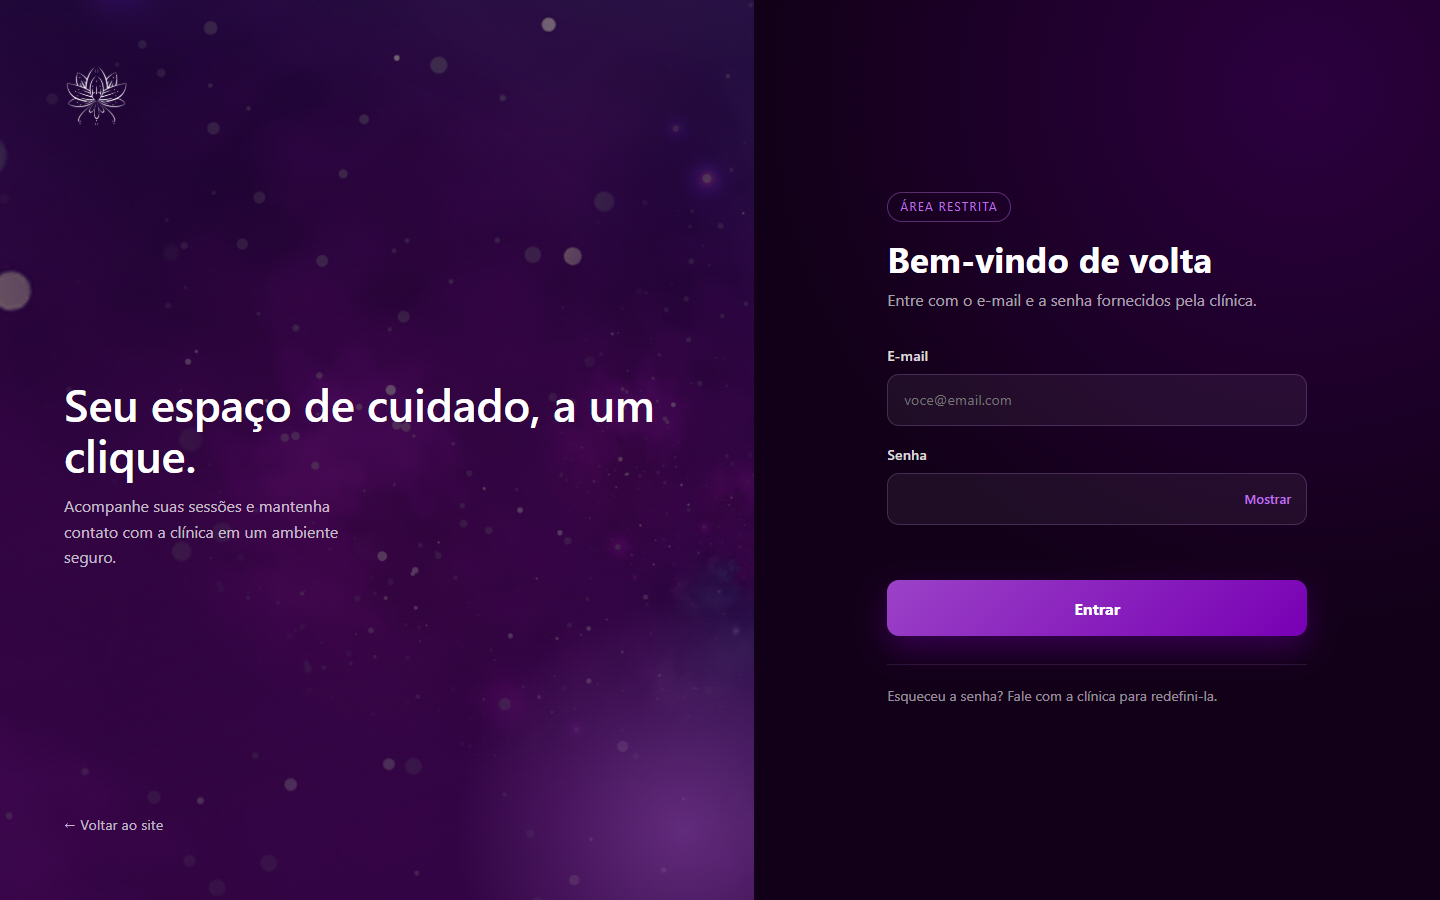 Seu espaço de cuidado, a um
clique.
Acompanhe suas sessões e mantenha
contato com a clínica em um ambiente
seguro.
← Voltar ao site
ÁREA RESTRITA
Bem-vindo de volta
Entre com o e-mail e a senha fornecidos pela clínica.
E-mail
voce@email.com
Senha
Mostrar
Entrar
Esqueceu a senha? Fale com a clínica para redefini-la.